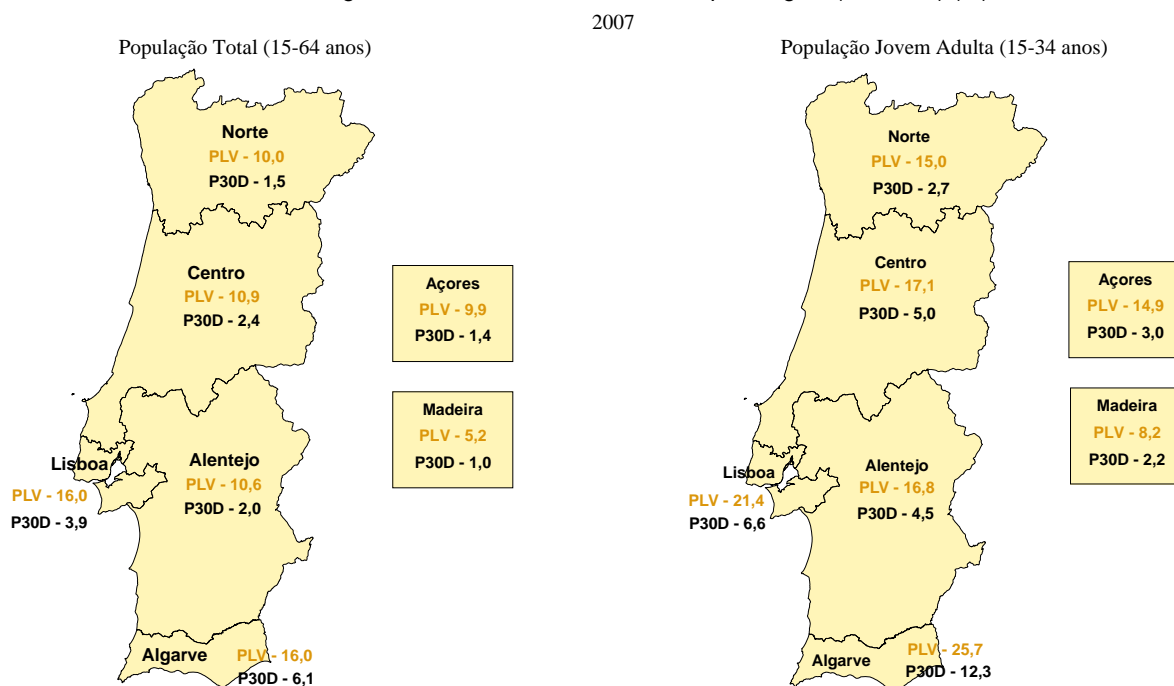 2007
População Total (15-64 anos)
Norte
PLV - 10,0
P30D - 1,5
Centro
PLV - 10,9
P30D - 2,4
Açores
PLV - 9,9
P30D - 1,4
Madeira
PLV - 5,2
P30D - 1,0
Lisboa
PLV - 16,0
P30D - 3,9
Alentejo
PLV - 10,6
P30D - 2,0
Algarve
PLV - 16,0
P30D - 6,1
População Jovem Adulta (15-34 anos)
Norte
PLV - 15,0
P30D - 2,7
Centro
PLV - 17,1
P30D - 5,0
Açores
PLV - 14,9
P30D - 3,0
Madeira
PLV - 8,2
P30D - 2,2
Lisboa
PLV - 21,4
P30D - 6,6
Alentejo
PLV - 16,8
P30D - 4,5
Algarve
PLV - 25,7
P30D - 12,3